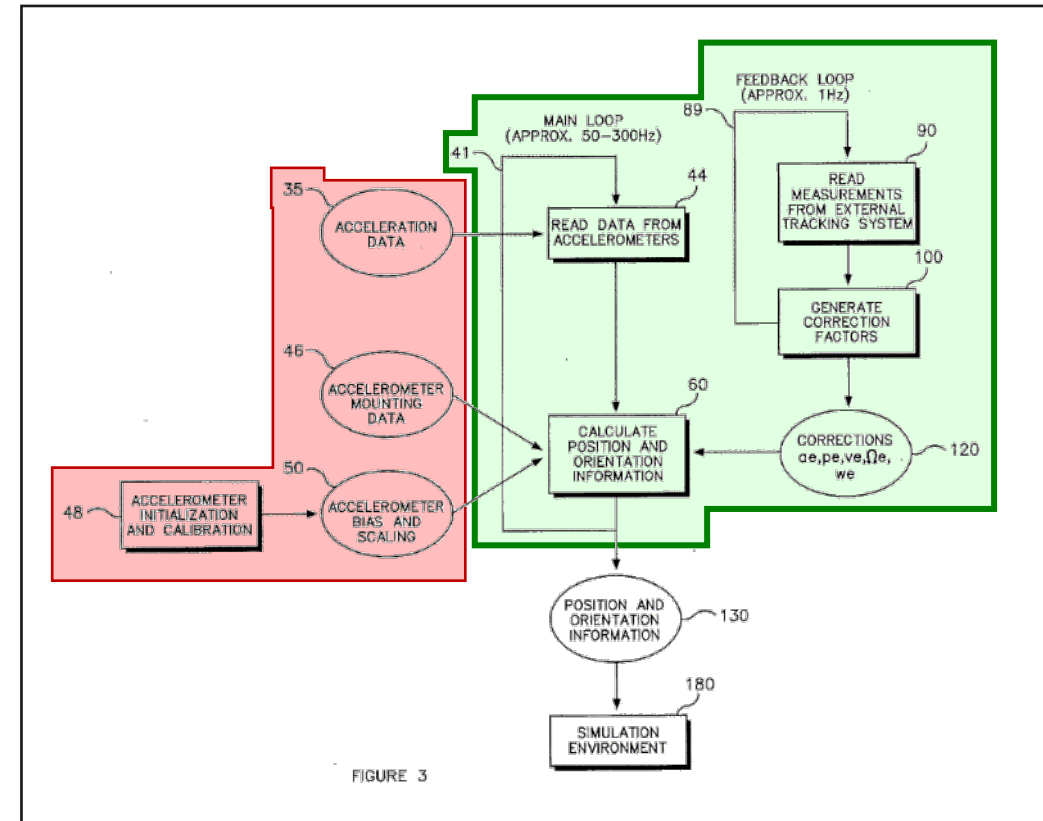 FEEDBACK LOOP
(APPROX. 1Hz)
89
90
READ
MEASUREMENTS
FROM EXTERNAL
TRACKING SYSTEM
100
GENERATE
CORRECTION
FACTORS
CORRECTIONS
αe,pe,ve,Ωe,
we
120
MAIN LOOP
(APPROX. 50-300Hz)
41
44
READ DATA FROM
ACCELEROMETERS
60
CALCULATE
POSITION AND
ORIENTATION
INFORMATION
35
ACCELERATION
DATA
46
ACCELEROMETER
MOUNTING
DATA
50
ACCELEROMETER
BIAS AND
SCALING
48
ACCELEROMETER
INITIALIZATION
AND CALIBRATION
POSITION AND
ORIENTATION
INFORMATION
130
180
SIMULATION
ENVIRONMENT
FIGURE 3